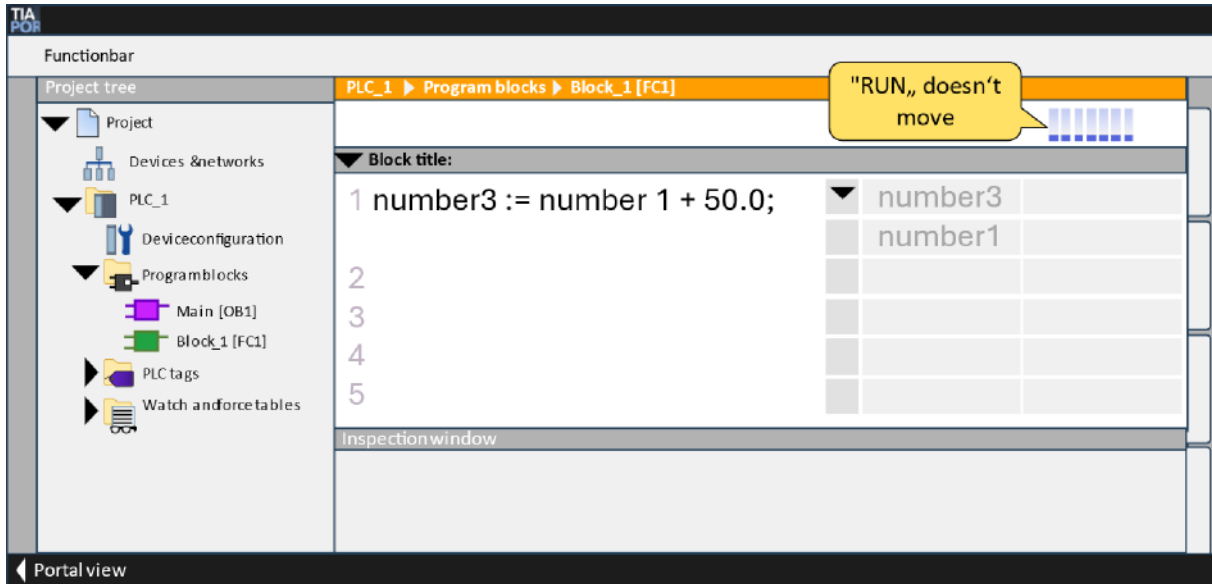 TIA
POR
Functionbar
Project tree
PLC_1 Program blocks Block_1 [FC1]
"RUN„ doesn‘t
move
Project
Devices &networks
PLC_1
Deviceconfiguration
Programblocks
Main [OB1]
Block_1 [FC1]
PLC tags
Watch andforcetables
Block title:
1 number3 := number 1 + 50.0;
2
3
4
5
number3
number1
Inspectionwindow
Portal view